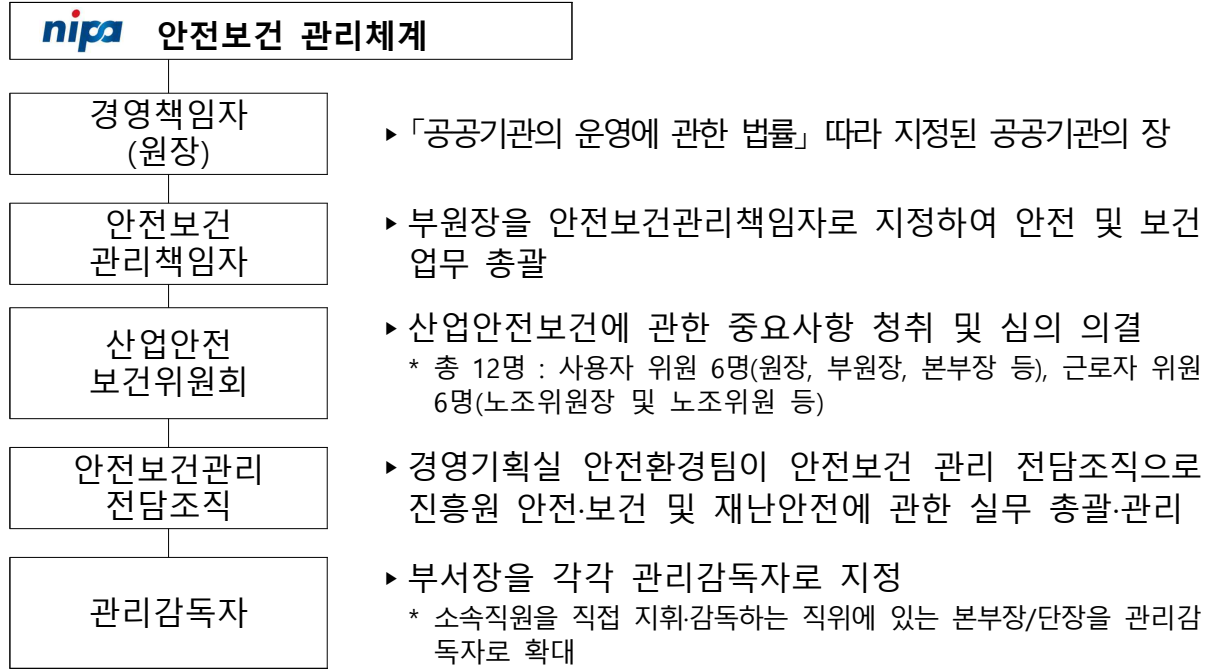 nipa 안전보건 관리체계
경영책임자
(원장)
▸「공공기관의 운영에 관한 법률」 따라 지정된 공공기관의 장
안전보건
관리책임자
▸부원장을 안전보건관리책임자로 지정하여 안전 및 보건
업무 총괄
산업안전
보건위원회
▸산업안전보건에 관한 중요사항 청취 및 심의 의결
* 총 12명 : 사용자 위원 6명(원장, 부원장, 본부장 등), 근로자 위원
6명(노조위원장 및 노조위원 등)
안전보건관리
전담조직
▸경영기획실 안전환경팀이 안전보건 관리 전담조직으로
진흥원 안전·보건 및 재난안전에 관한 실무 총괄·관리
관리감독자
▸부서장을 각각 관리감독자로 지정
* 소속직원을 직접 지휘·감독하는 직위에 있는 본부장/단장을 관리감
독자로 확대